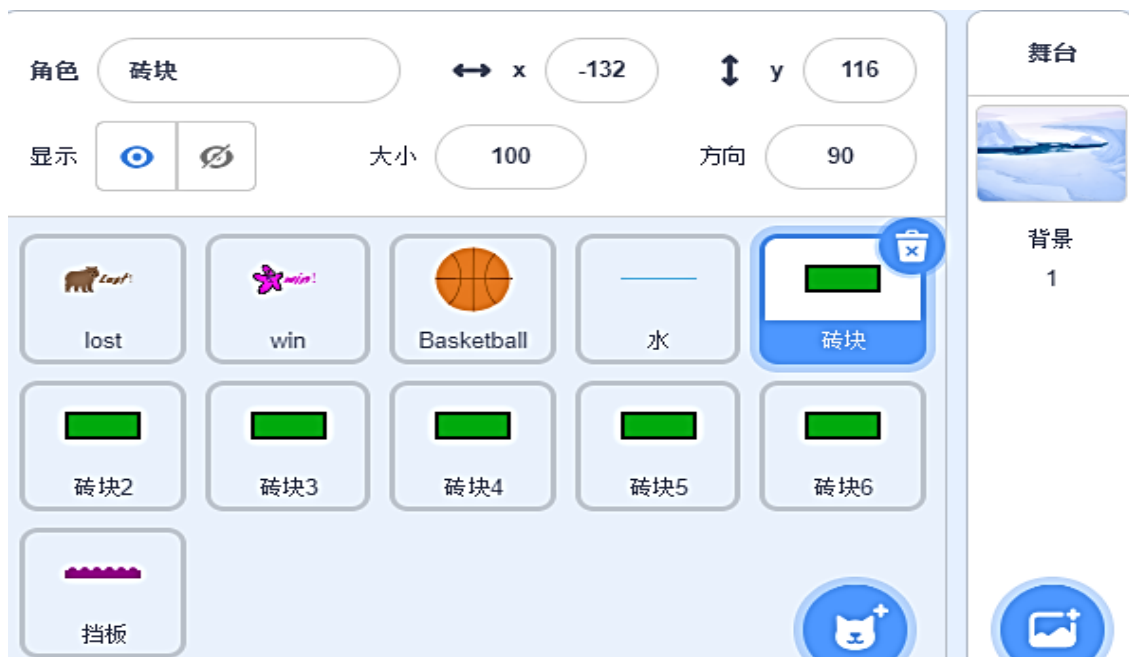 角色 砖块 x -132 y 116
显示 大小 100 方向 90
舞台
背景
1
Lost!
win!
lost win Basketball 水 砖块
砖块2 砖块3 砖块4 砖块5 砖块6
挡板